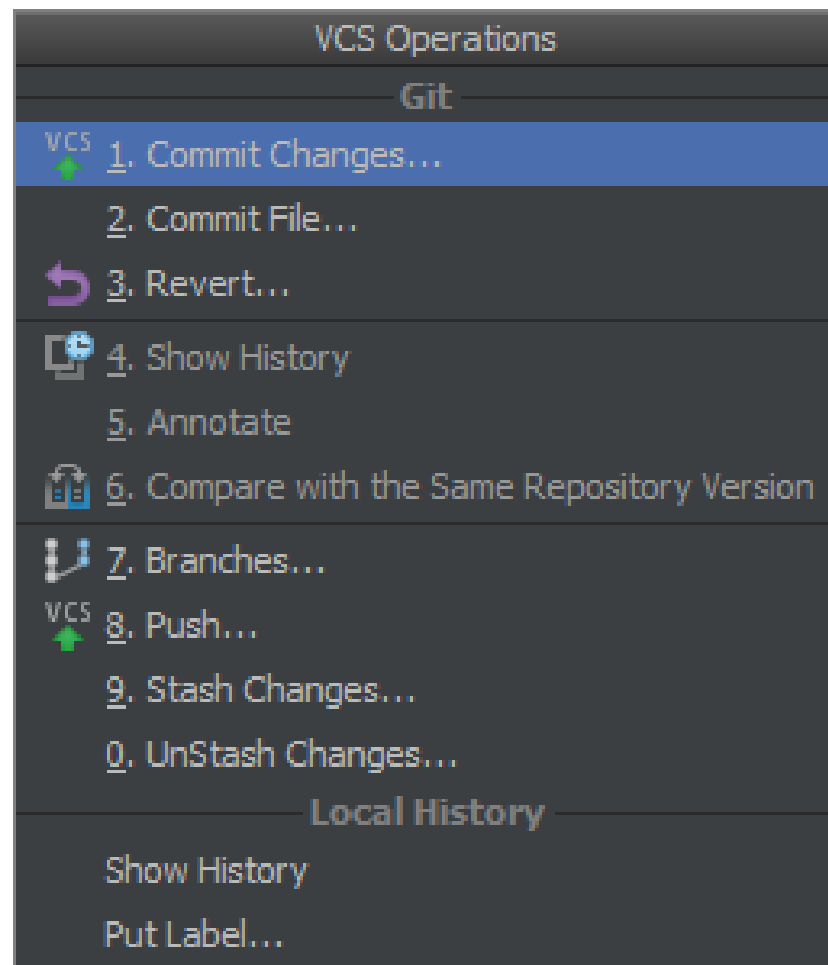 VCS Operations
Git
VCS 1. Commit Changes...
2. Commit File...
3. Revert...
4. Show History
5. Annotate
6. Compare with the Same Repository Version
7. Branches...
VCS 8. Push...
9. Stash Changes...
0. UnStash Changes...
Local History
Show History
Put Label...